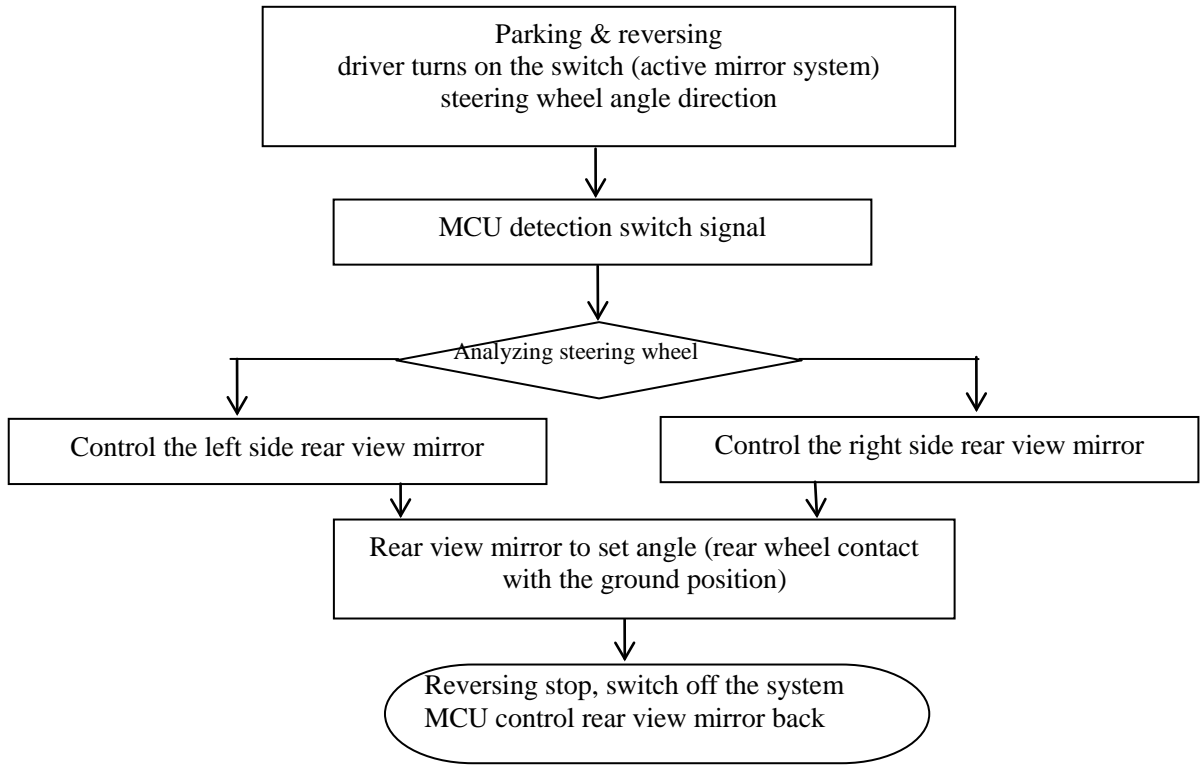 Parking & reversing
driver turns on the switch (active mirror system)
steering wheel angle direction
MCU detection switch signal
Analyzing steering wheel
Control the left side rear view mirror
Control the right side rear view mirror
Rear view mirror to set angle (rear wheel contact
with the ground position)
Reversing stop, switch off the system
MCU control rear view mirror back